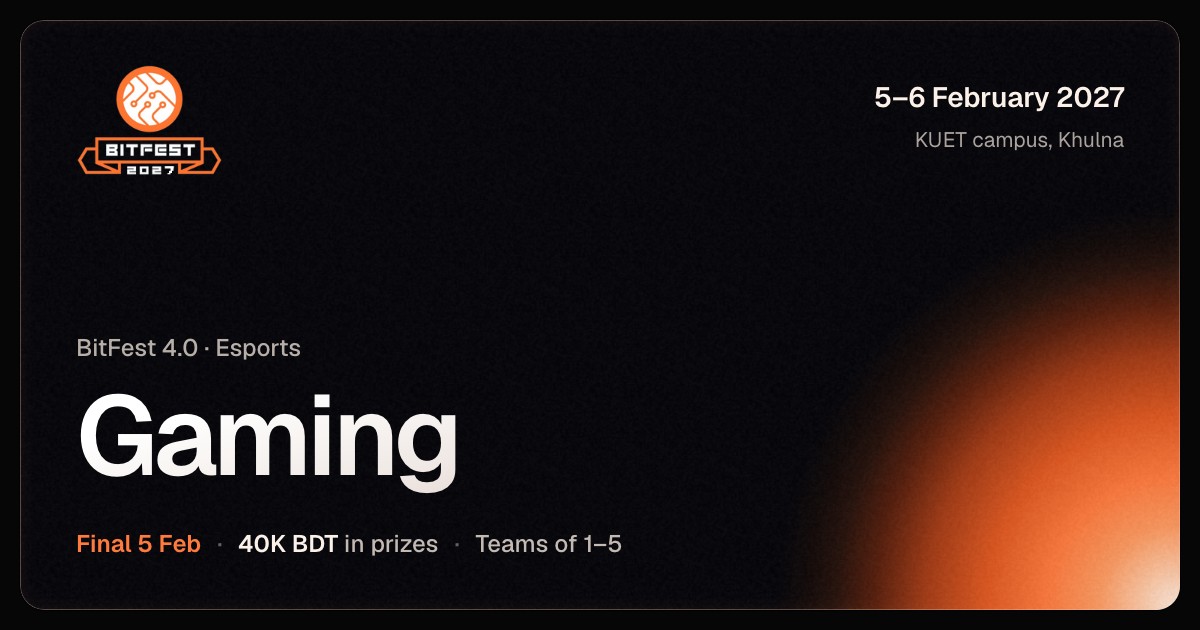 BITFEST
2027
5–6 February 2027
KUET campus, Khulna
BitFest 4.0 · Esports
Gaming
Final 5 Feb · 40K BDT in prizes · Teams of 1–5